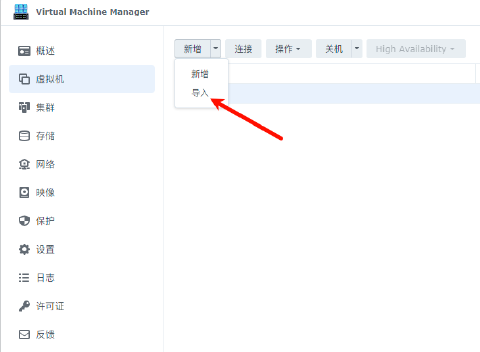 Virtual Machine Manager
概述
虚拟机
集群
存储
网络
映像
保护
设置
日志
许可证
反馈
新增 连接 操作 关机 High Availability
新增
导入